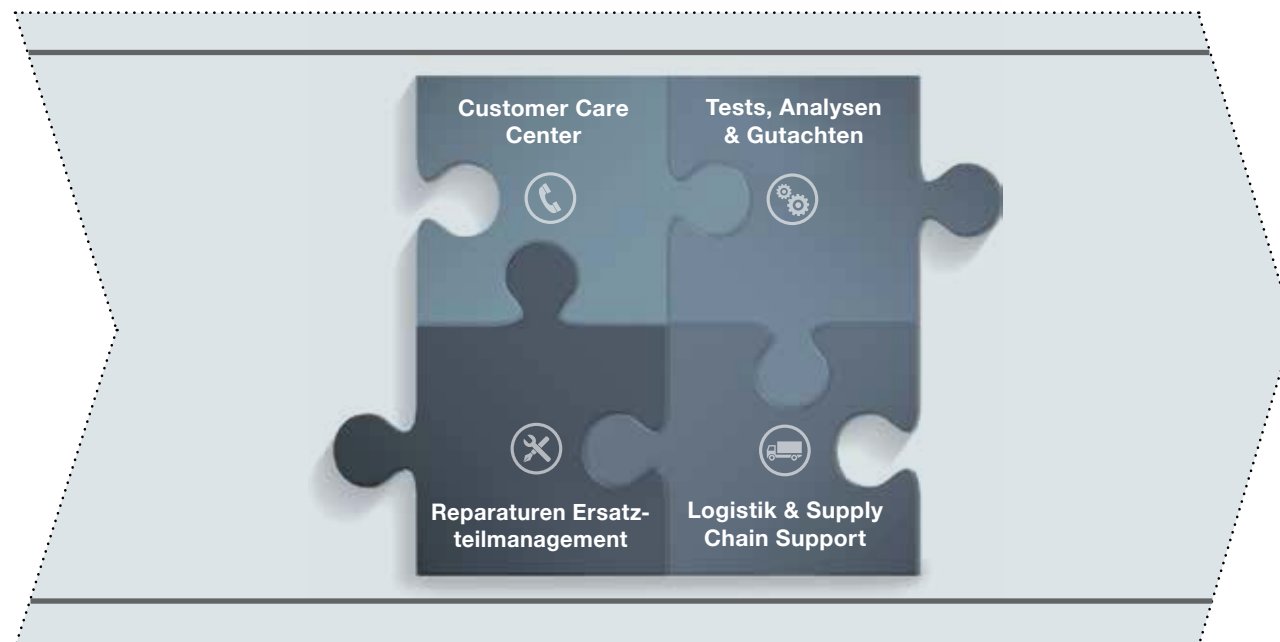 Customer Care
Center
Tests, Analysen
& Gutachten
Reparaturen Ersatz-
teilmanagement
Logistik & Supply
Chain Support